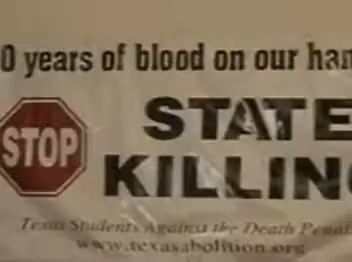 0 years of blood on our han
STOP
STATE
KILLIN
Texas Students Against the Death Penal
www.texasabolition.org